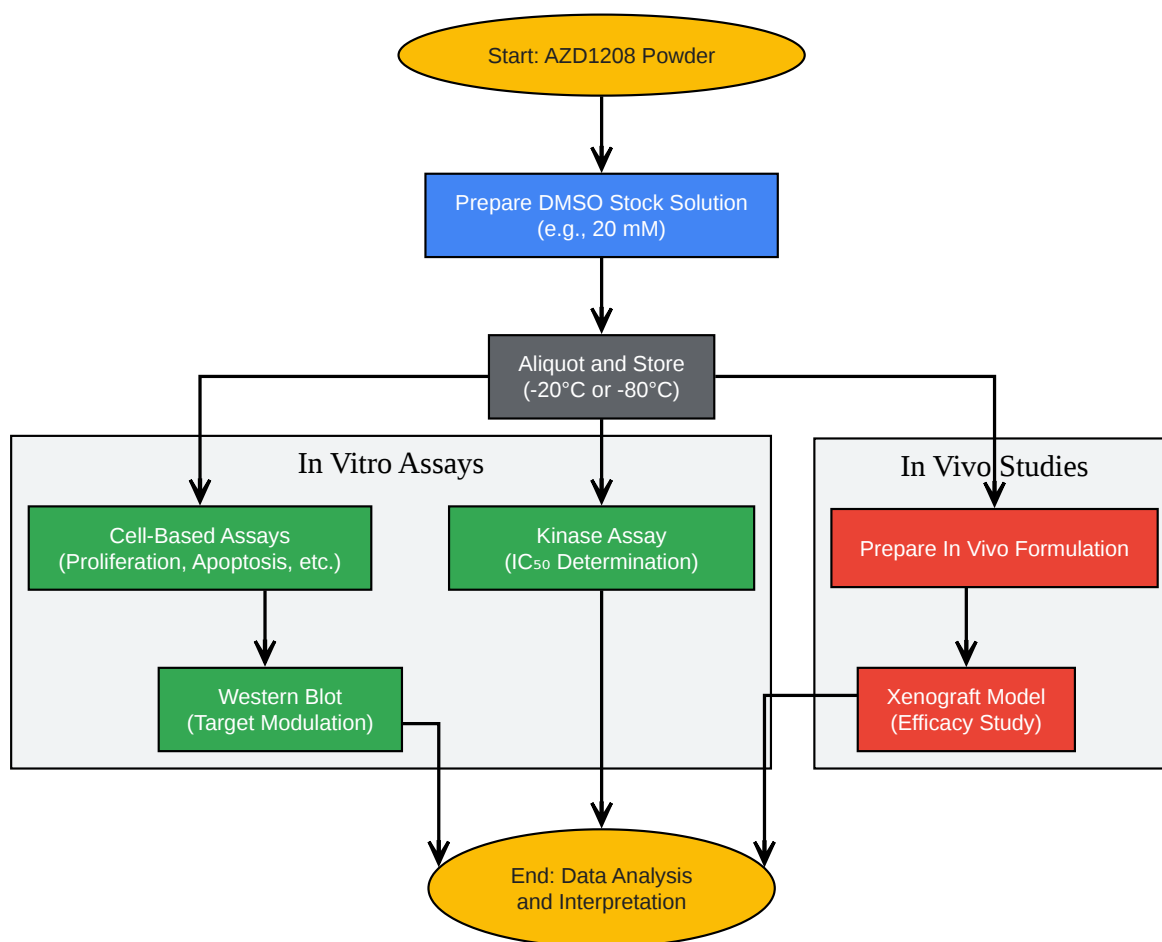 Start: AZD1208 Powder
Prepare DMSO Stock Solution
(e.g., 20 mM)
Aliquot and Store
(-20°C or -80°C)
In Vitro Assays
In Vivo Studies
Cell-Based Assays
(Proliferation, Apoptosis, etc.)
Kinase Assay
(IC₅₀ Determination)
Prepare In Vivo Formulation
Western Blot
(Target Modulation)
Xenograft Model
(Efficacy Study)
End: Data Analysis
and Interpretation